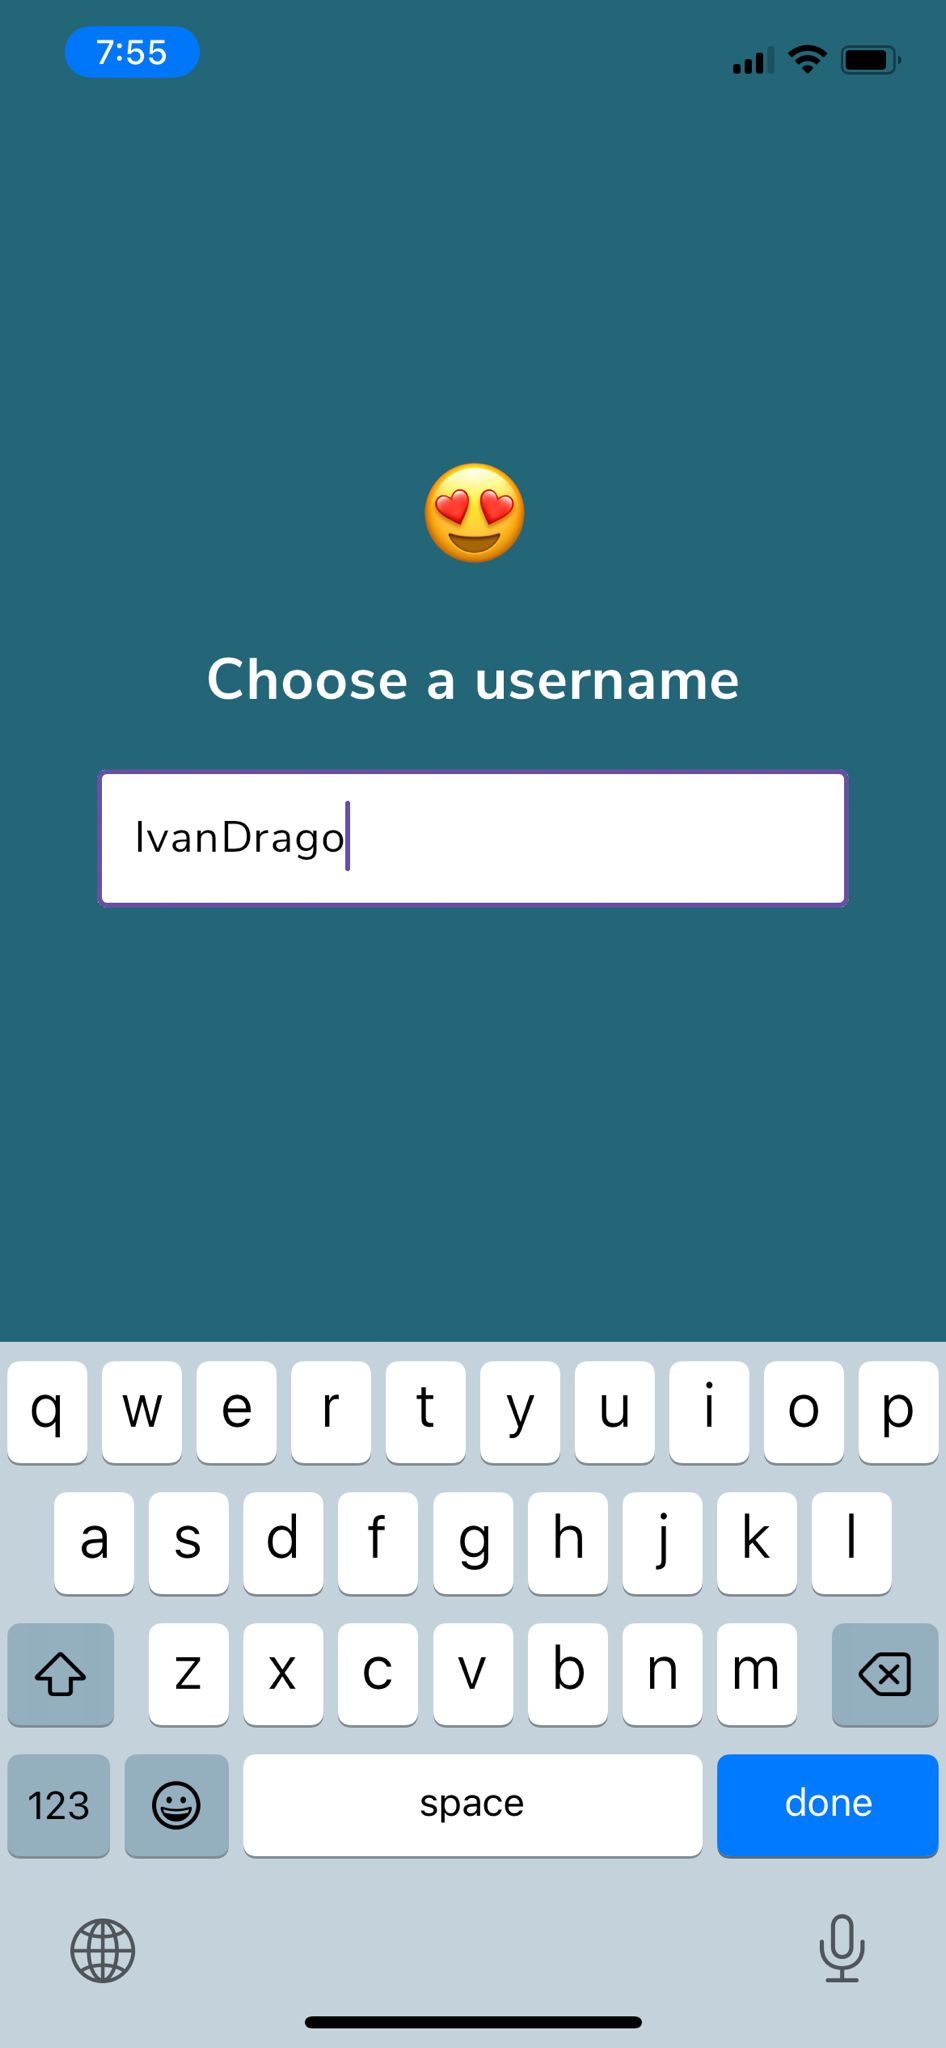 7:55
Choose a username
IvanDrago
q w e r t y u i o p
a s d f g h j k l
z x c v b n m
123 space done